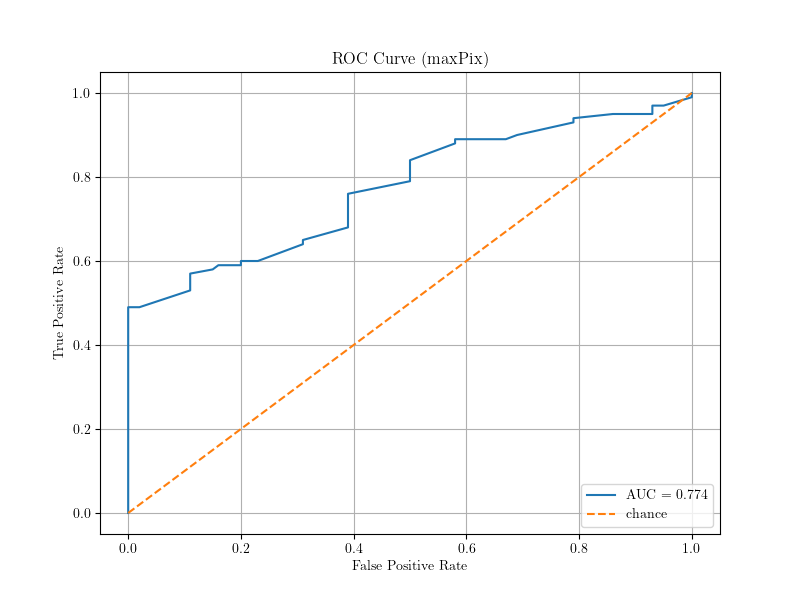 ROC Curve (maxPix)
True Positive Rate
1.0
0.8
0.6
0.4
0.2
0.0
AUC = 0.774
chance
0.0 0.2 0.4 0.6 0.8 1.0
False Positive Rate